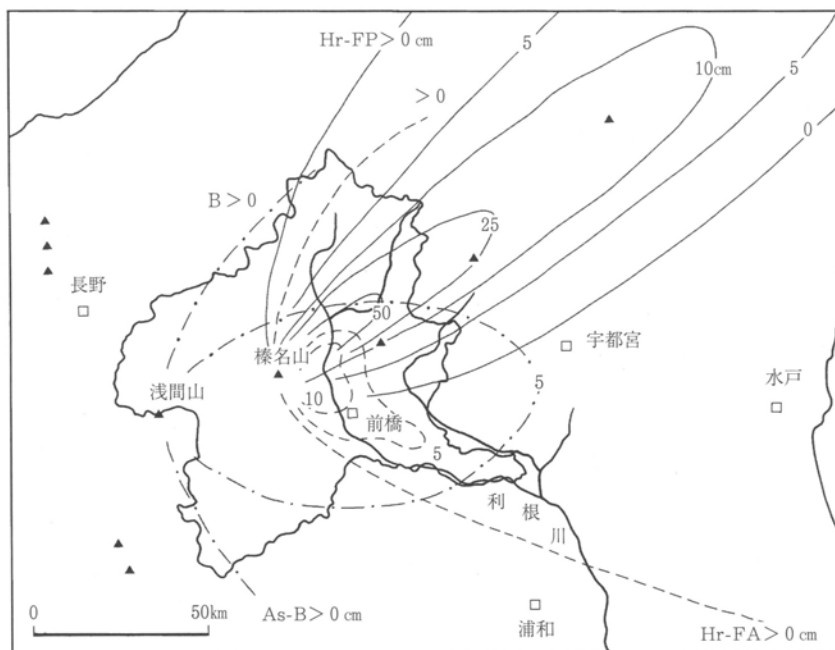 Hr-FP>0 cm
5
5
10cm
>0
0
B>0
25
長野
50
榛名山
宇都宮
浅間山
5
水戸
10
前橋
5
利根川
0
50km
As-B>0 cm
浦和
Hr-FA>0 cm